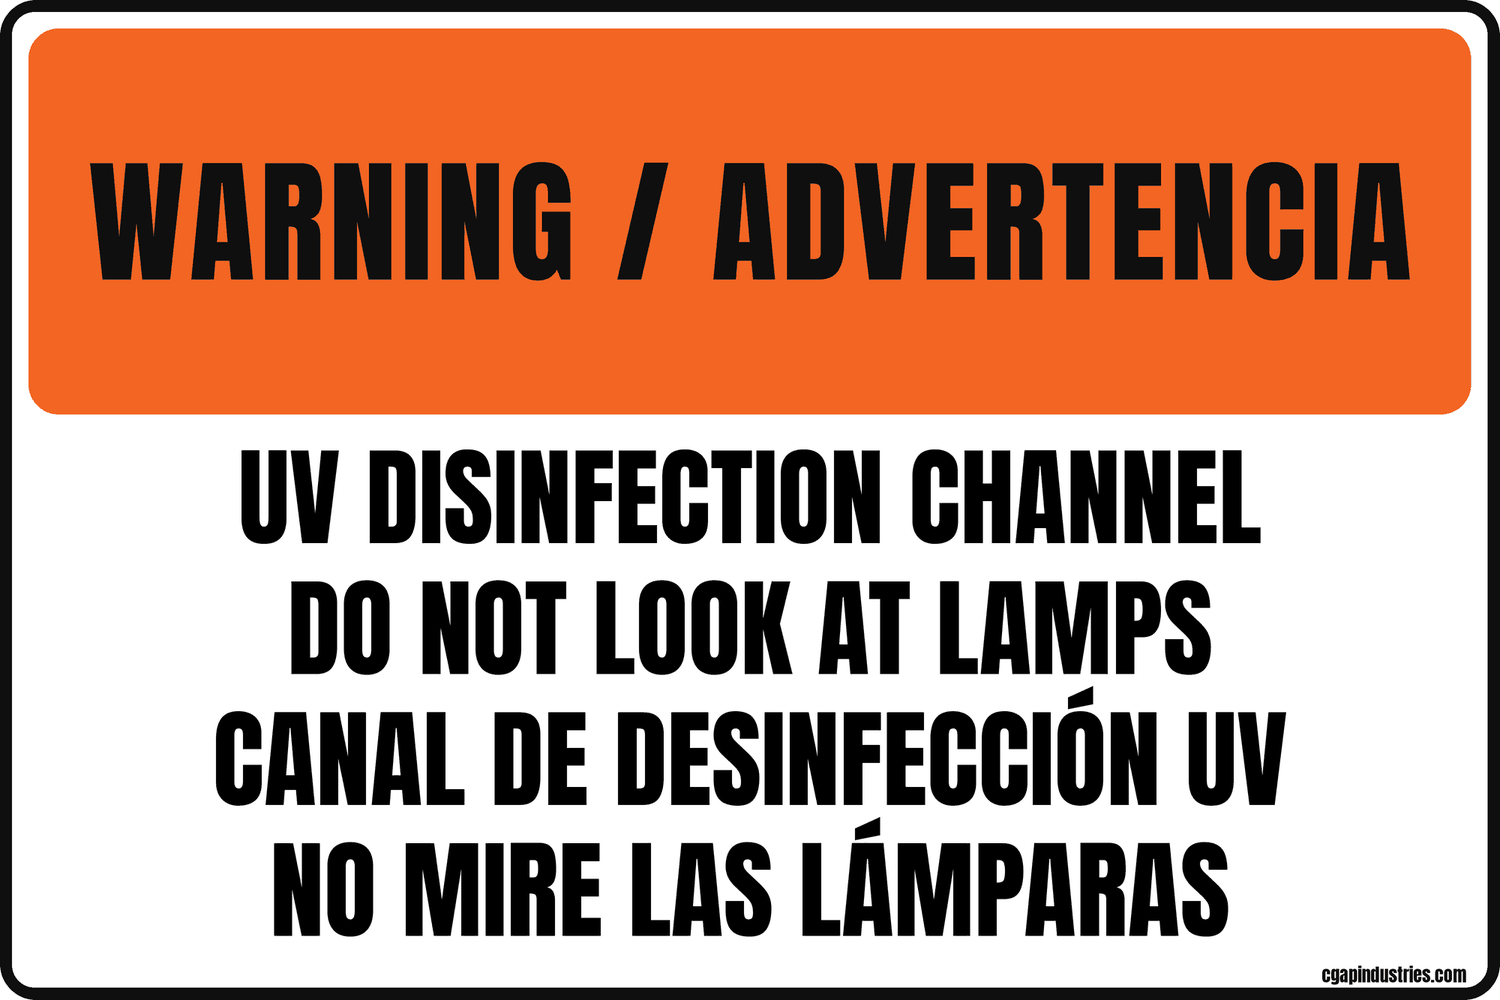 WARNING / ADVERTENCIA
UV DISINFECTION CHANNEL
DO NOT LOOK AT LAMPS
CANAL DE DESINFECCIÓN UV
NO MIRE LAS LÁMPARAS
cgapindustries.com